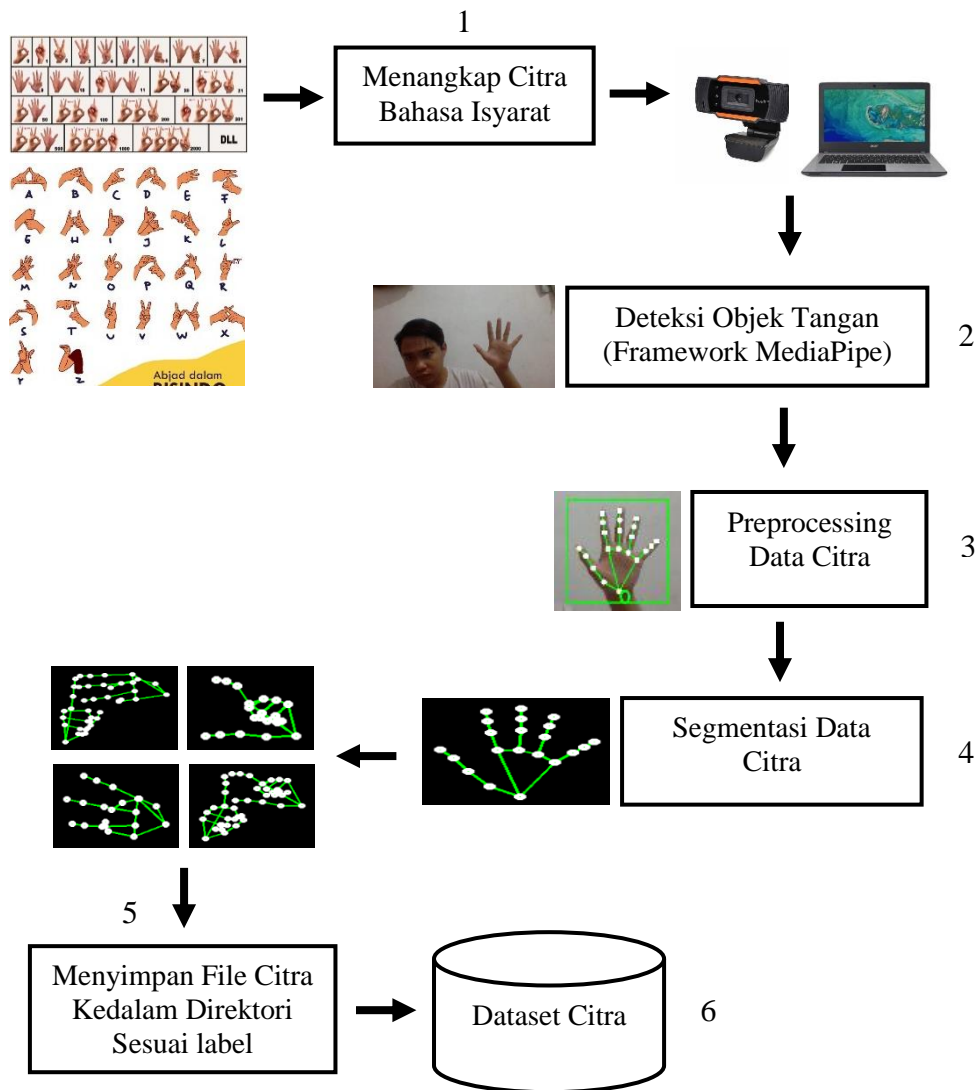 1
Menangkap Citra
Bahasa Isyarat
DLL
A B C D E F
G H I J K L
M N O P Q R
S T U V W X
Y Z
Abjad dalam
BISINDO
Deteksi Objek Tangan
(Framework MediaPipe)
2
Preprocessing
Data Citra
3
Segmentasi Data
Citra
4
5
Menyimpan File Citra
Kedalam Direktori
Sesuai label
Dataset Citra
6